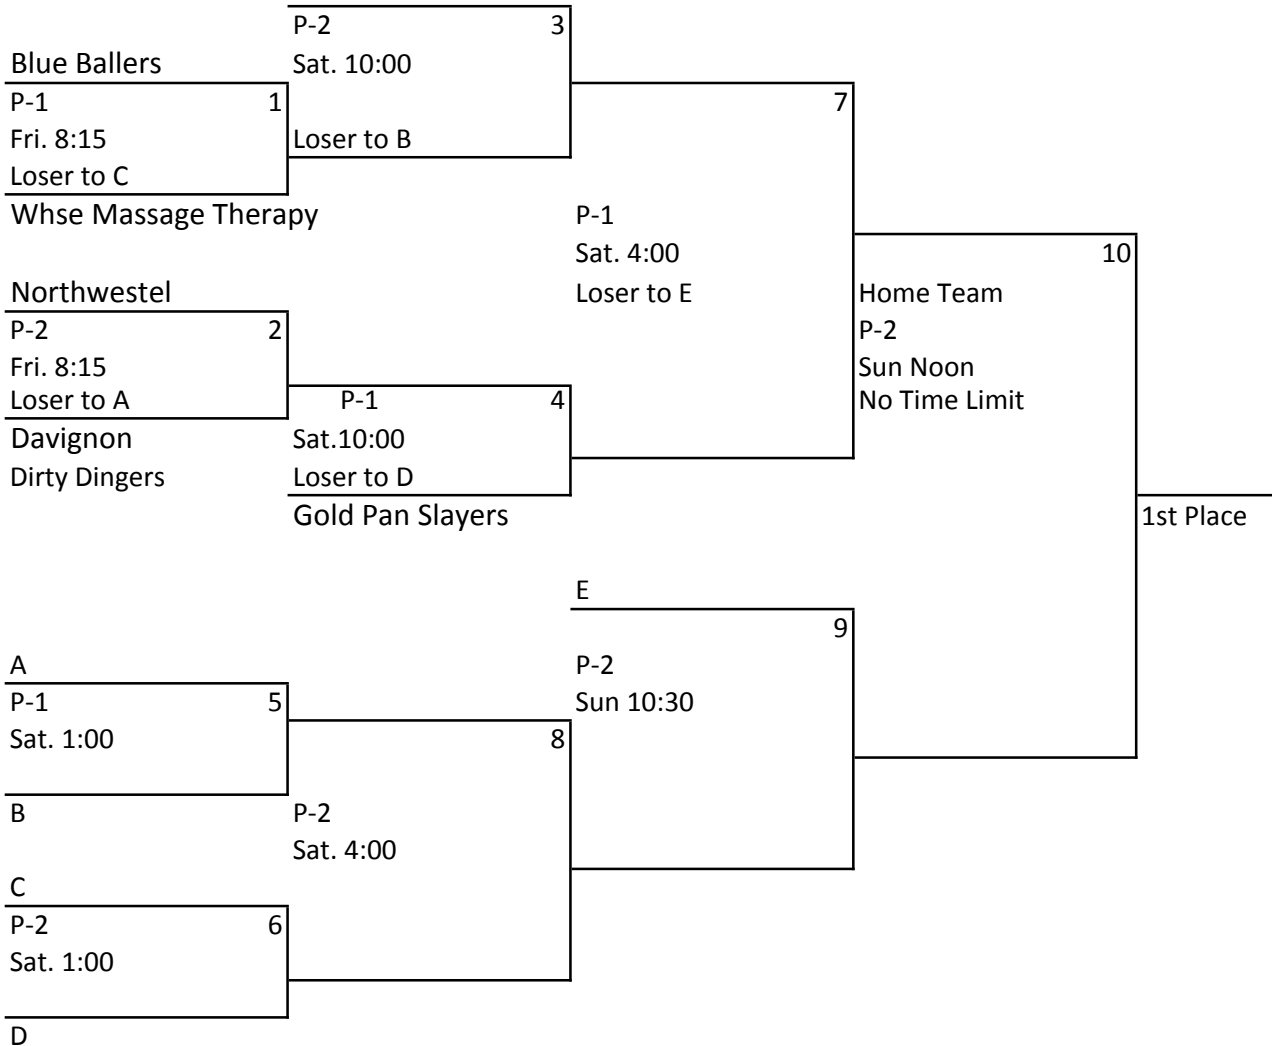 P-2 3
Blue Ballers Sat. 10:00
P-1 1 7
Fri. 8:15 Loser to B
Loser to C
Whse Massage Therapy P-1
Sat. 4:00 10
Northwestel Loser to E Home Team
P-2 2 P-2
Fri. 8:15 Sun Noon
Loser to A P-1 4 No Time Limit
Davignon Sat.10:00
Dirty Dingers Loser to D
Gold Pan Slayers 1st Place
E
9
A P-2
P-1 5 Sun 10:30
Sat. 1:00 8
B P-2
Sat. 4:00
C
P-2 6
Sat. 1:00
D